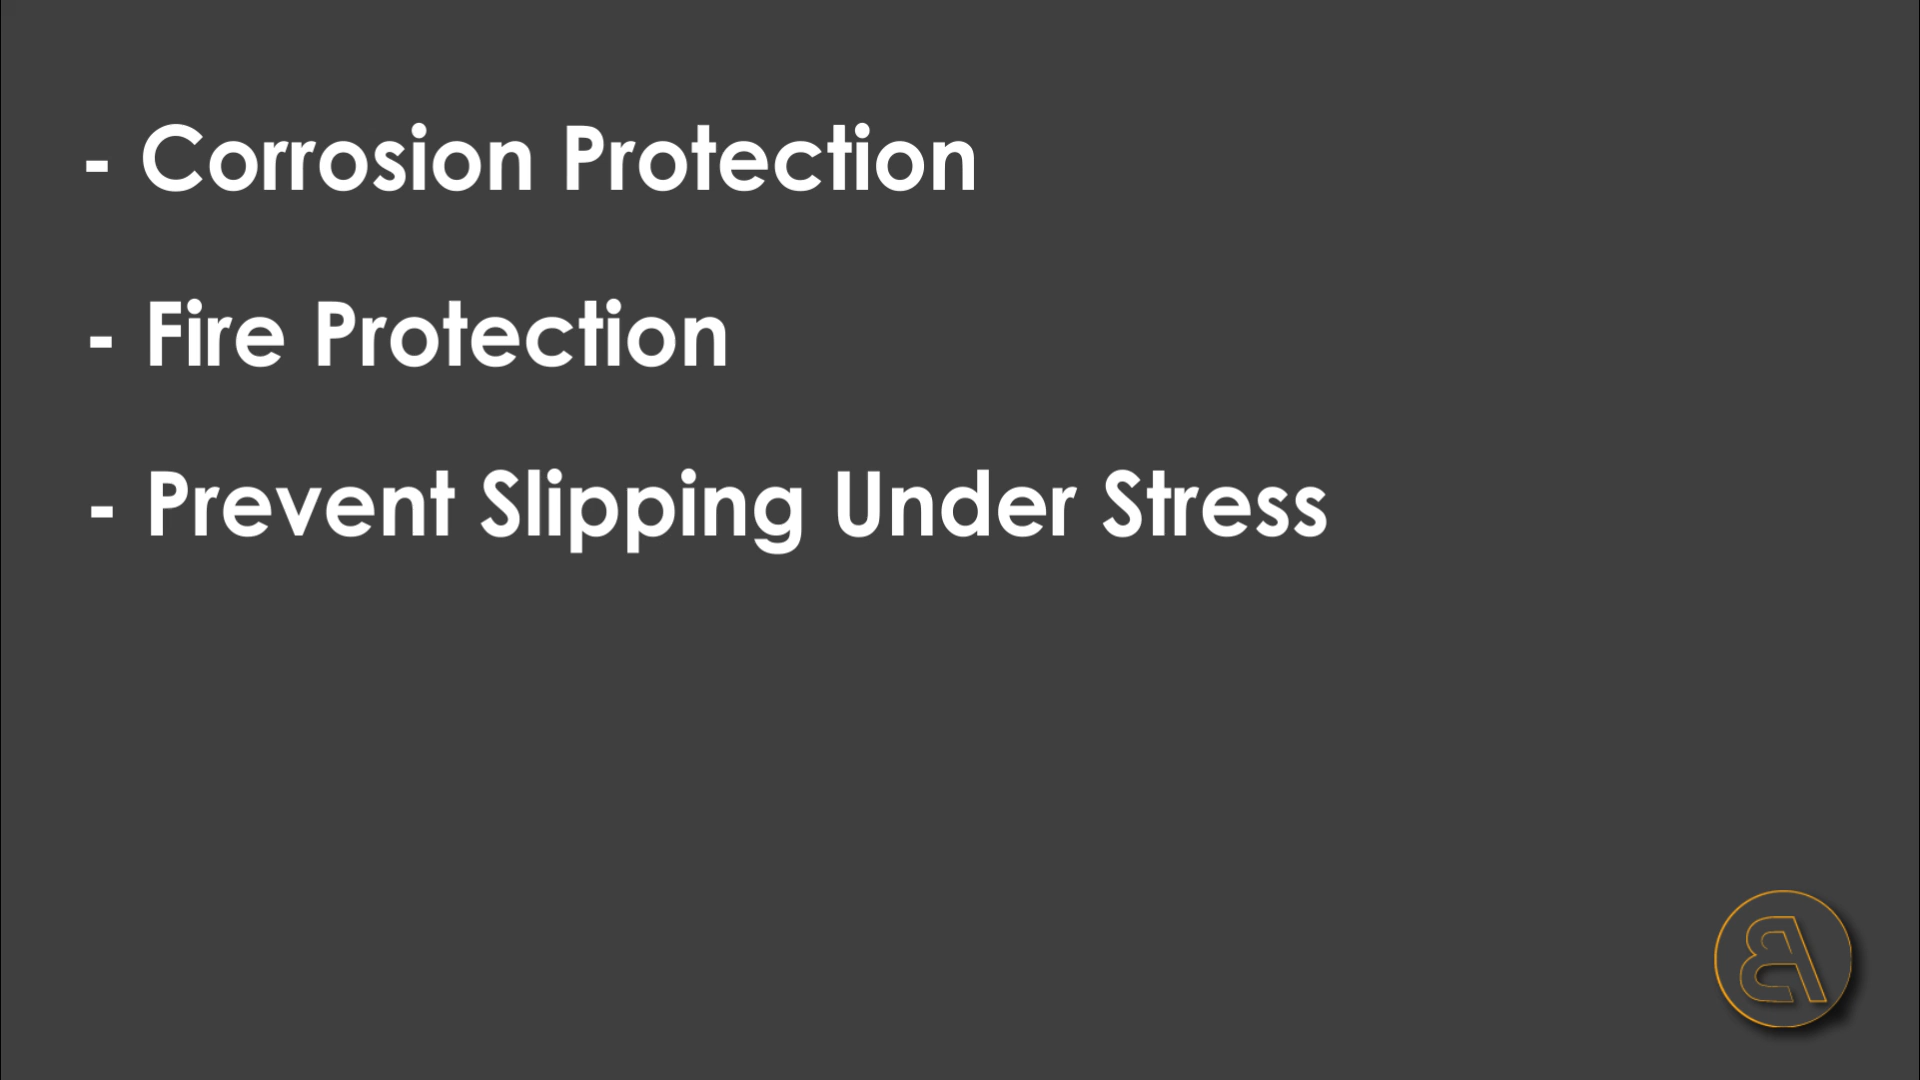 - Corrosion Protection
- Fire Protection
- Prevent Slipping Under Stress